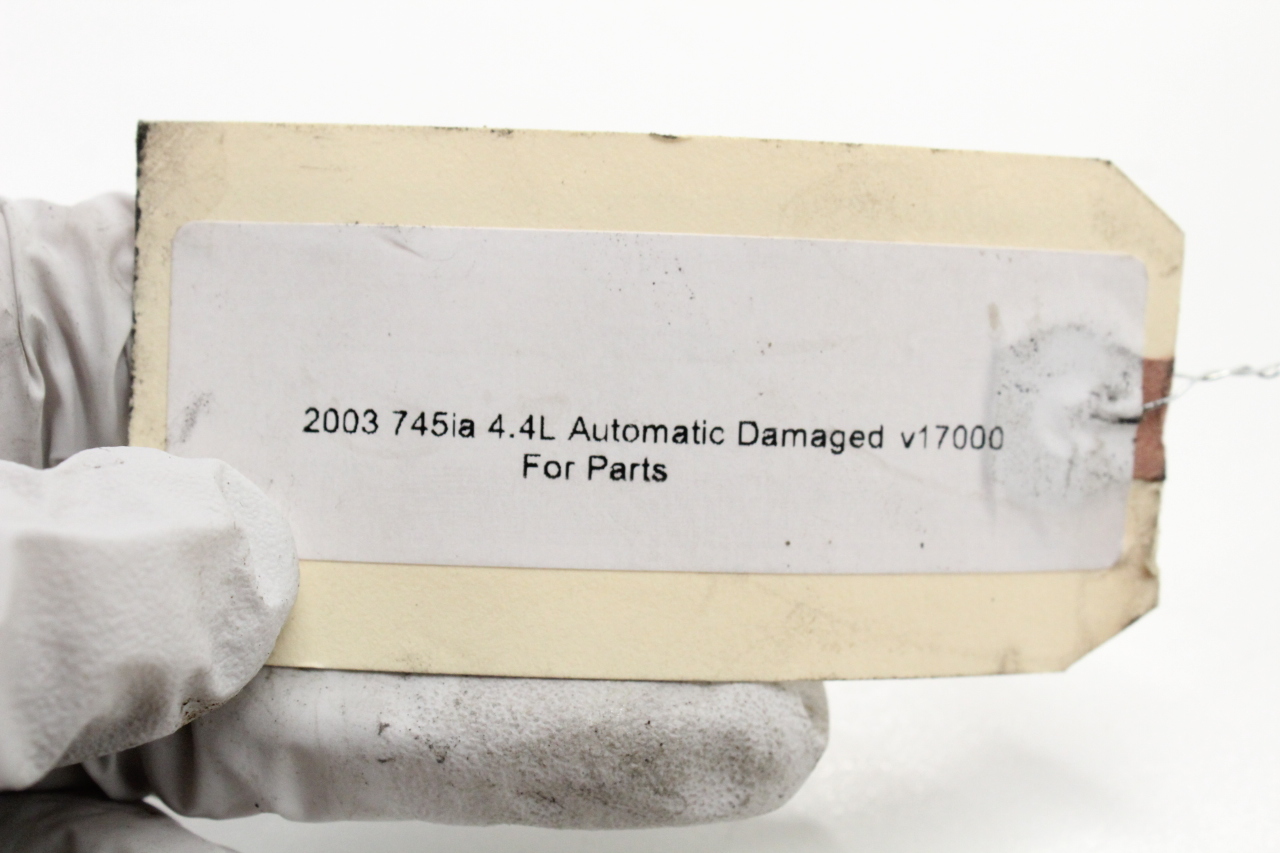 2003 745ia 4.4L Automatic Damaged v17000
For Parts